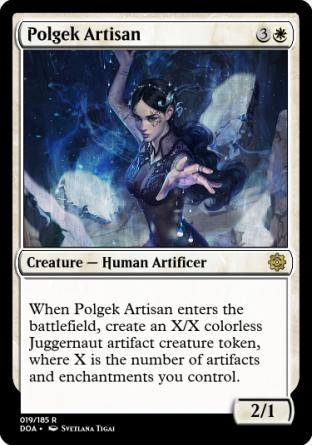 Polgek Artisan 3
Creature — Human Artificer
When Polgek Artisan enters the
battlefield, create an X/X colorless
Juggernaut artifact creature token,
where X is the number of artifacts
and enchantments you control.
2/1
019/185 R
DOA • Svetlana Tigai